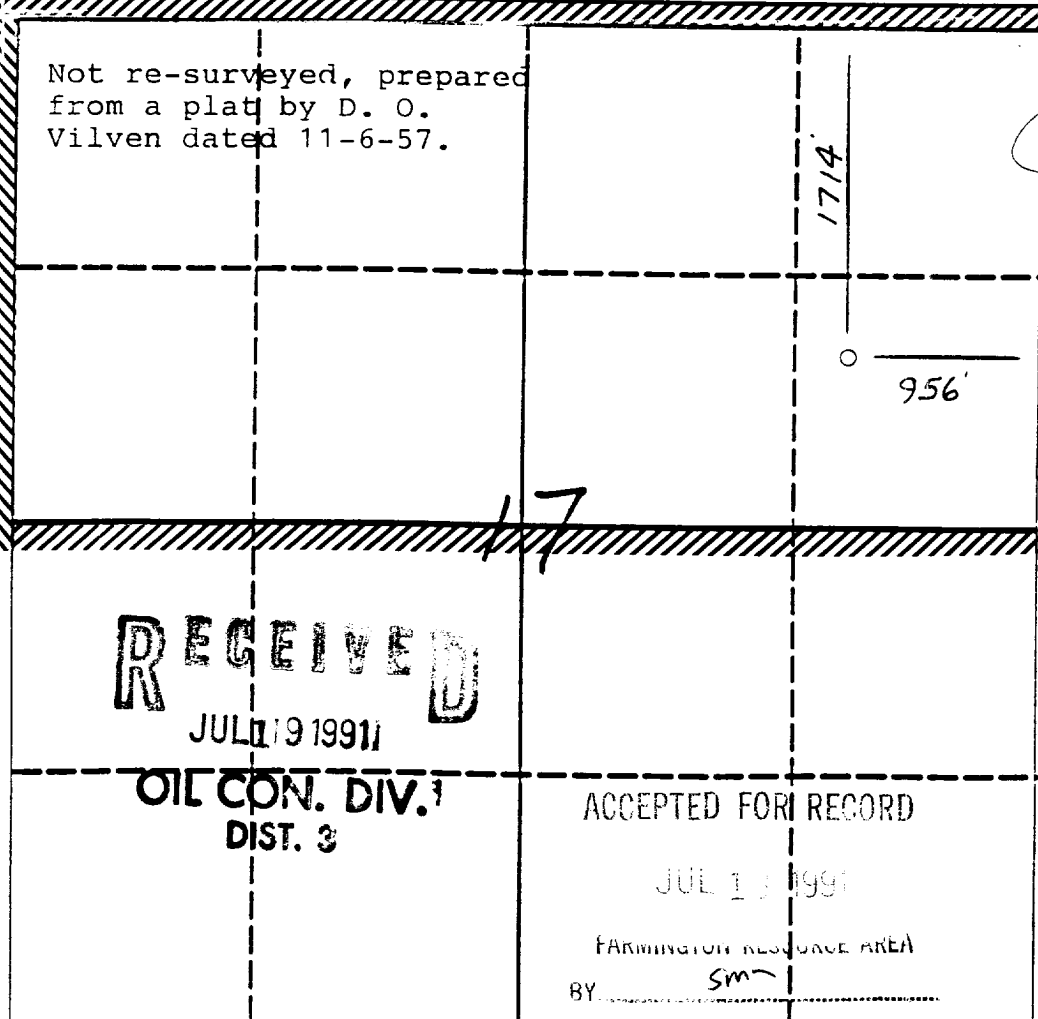 Not re-surveyed, prepared
from a plat by D. O.
Vilven dated 11-6-57.
1714'
956'
17
RECEIVED
JUL 19 1991
OIL CON. DIV.
DIST. 3
ACCEPTED FOR RECORD
JUL 1 1991
FARMINGTON RESOURCE AREA
BY sm